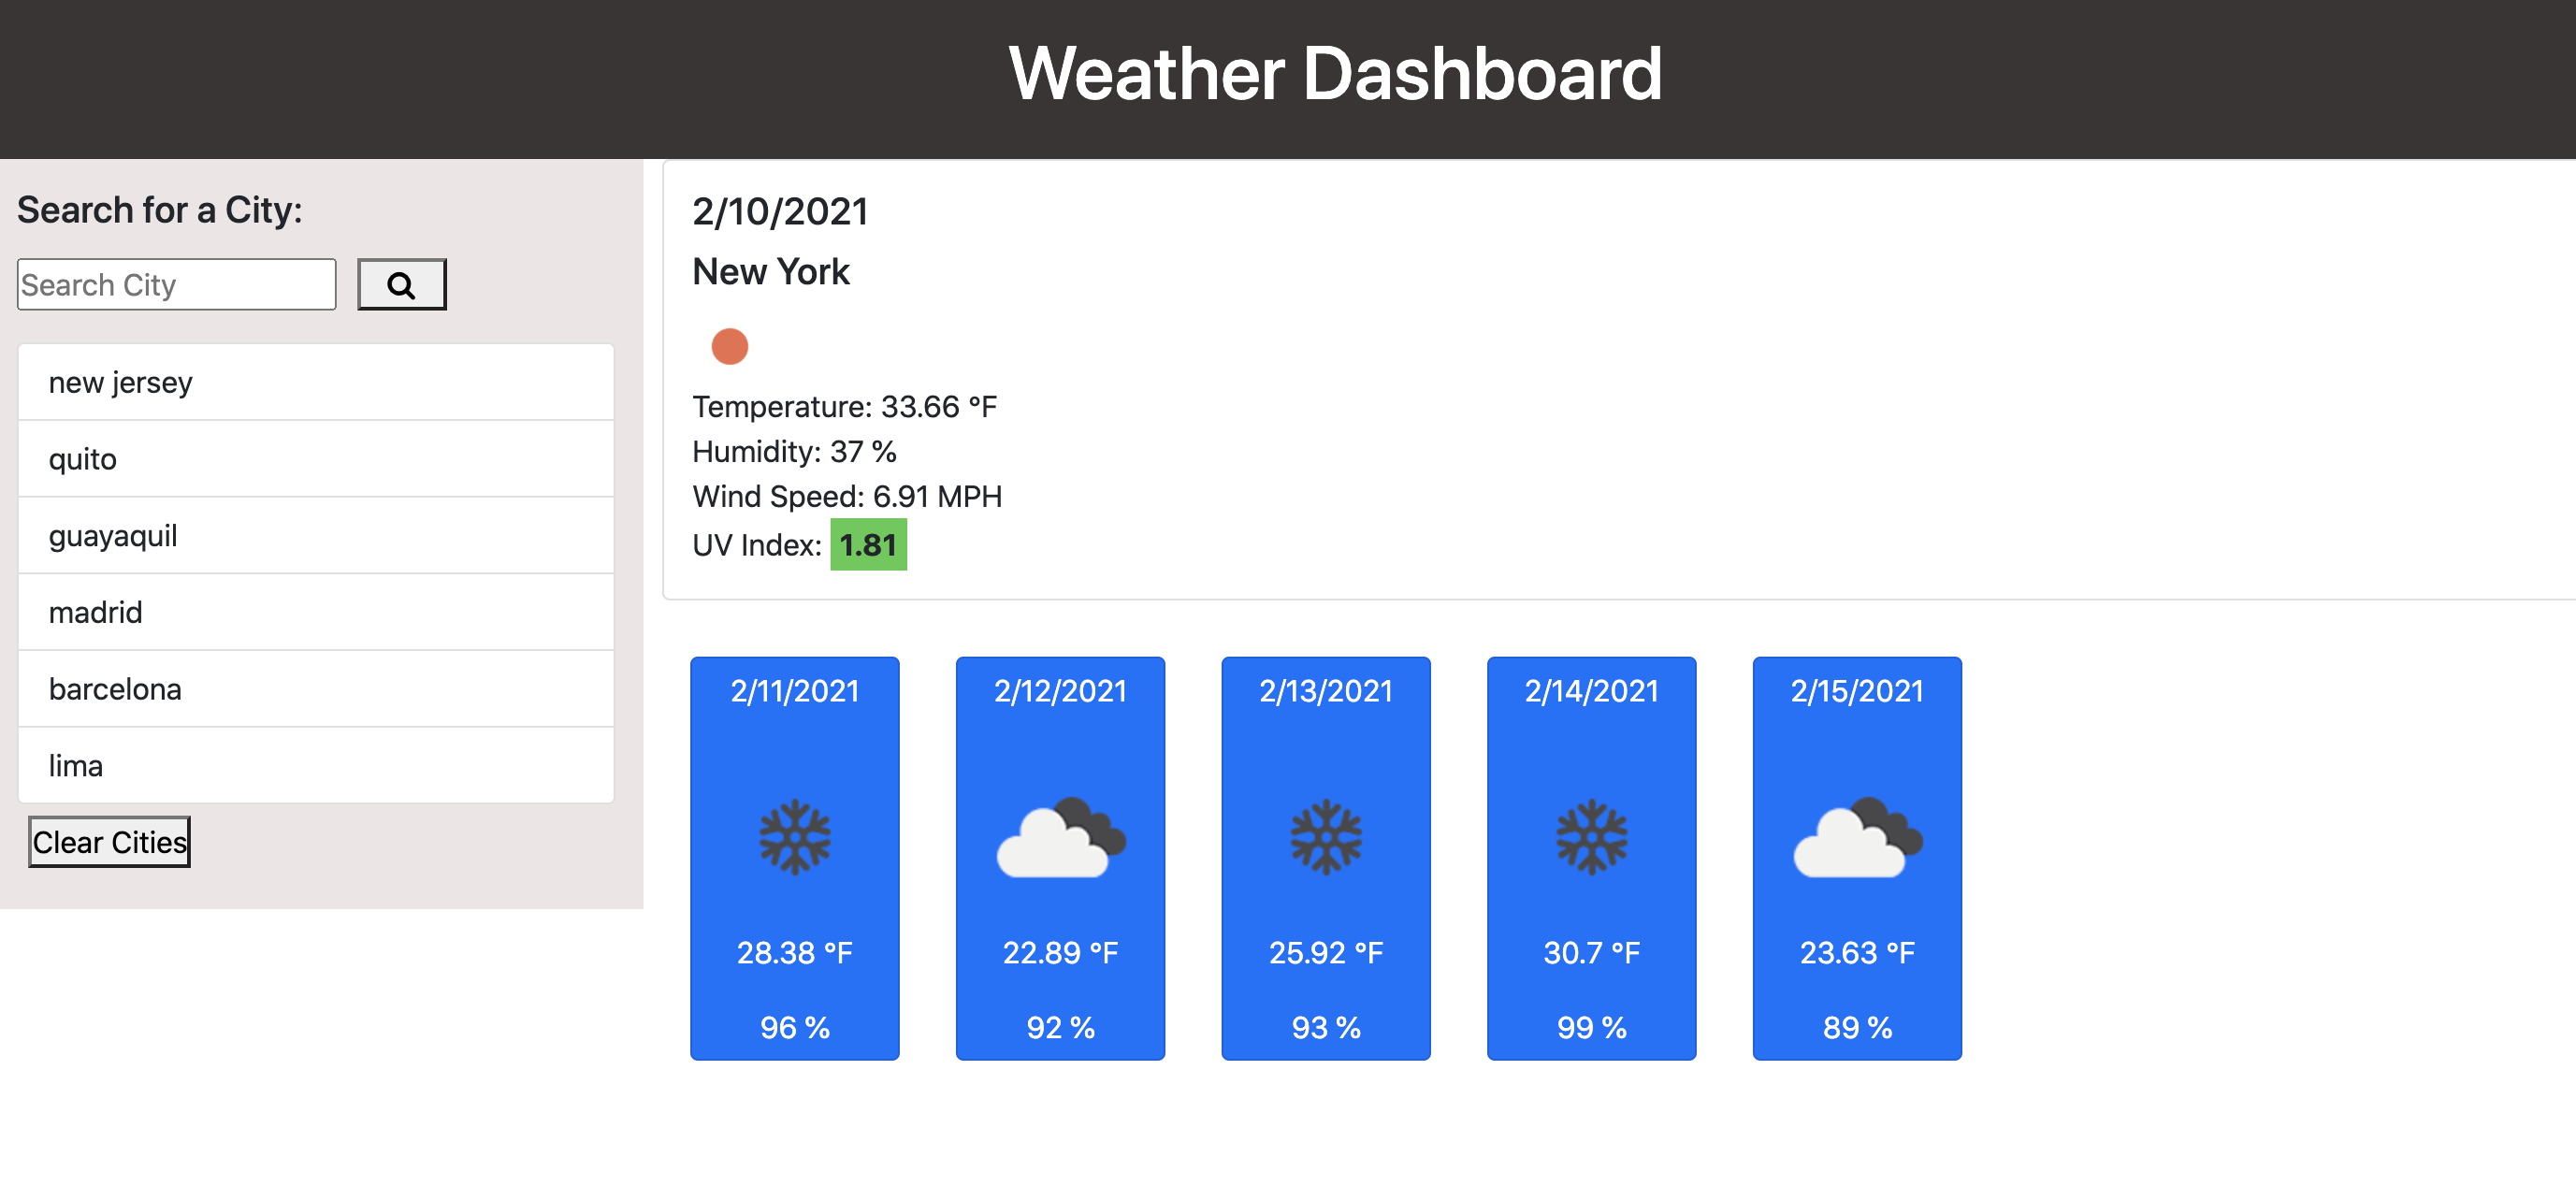 Weather Dashboard
Search for a City:
Search City
new jersey
quito
guayaquil
madrid
barcelona
lima
Clear Cities
2/10/2021
New York
Temperature: 33.66 °F
Humidity: 37 %
Wind Speed: 6.91 MPH
UV Index: 1.81
2/11/2021
28.38 °F
96 %
2/12/2021
22.89 °F
92 %
2/13/2021
25.92 °F
93 %
2/14/2021
30.7 °F
99 %
2/15/2021
23.63 °F
89 %